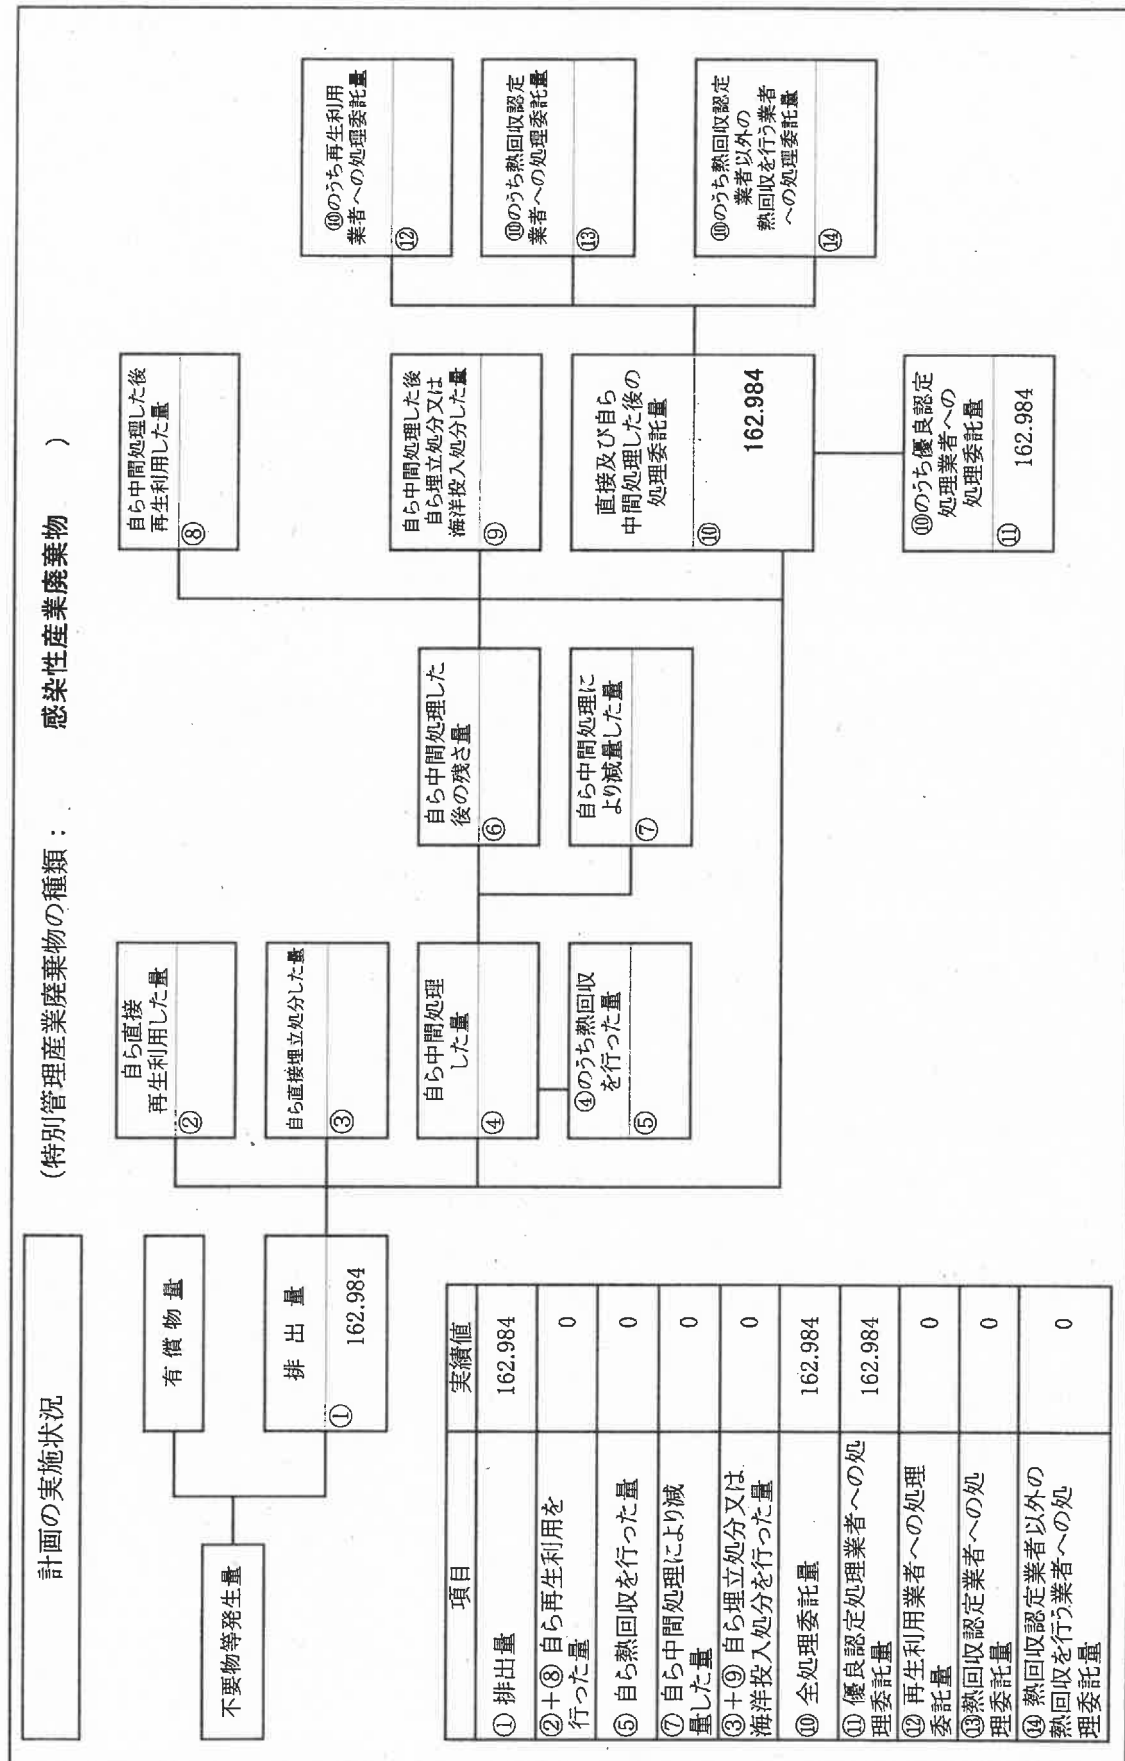 計画の実施状況
（特別管理産業廃棄物の種類： 感染性産業廃棄物 ）
不要物等発生量
有償物量
排出量
①
162.984
自ら直接
再生利用した量
②
自ら直接埋立処分した量
③
自ら中間処理
した量
④
④のうち熱回収
を行った量
⑤
自ら中間処理した
後の残さ量
⑥
自ら中間処理に
より減量した量
⑦
自ら中間処理した後
再生利用した量
⑧
自ら中間処理した後
自ら埋立処分又は
海洋投入処分した量
⑨
直接及び自ら
中間処理した後の
処理委託量
⑩
162.984
⑩のうち優良認定
処理業者への
処理委託量
⑪
162.984
⑩のうち再生利用
業者への処理委託量
⑫
⑩のうち熱回収認定
業者への処理委託量
⑬
⑩のうち熱回収認定
業者以外の
熱回収を行う業者
への処理委託量
⑭
項目 実績値
①排出量 162.984
②＋⑧自ら再生利用を
行った量 0
⑤自ら熱回収を行った量 0
⑦自ら中間処理により減
量した量 0
③＋⑨自ら埋立処分又は
海洋投入処分を行った量 0
⑩全処理委託量 162.984
⑪優良認定処理業者への処
理委託量 162.984
⑫再生利用業者への処理
委託量 0
⑬熱回収認定業者への処
理委託量 0
⑭熱回収認定業者以外の
熱回収を行う業者への処
理委託量 0